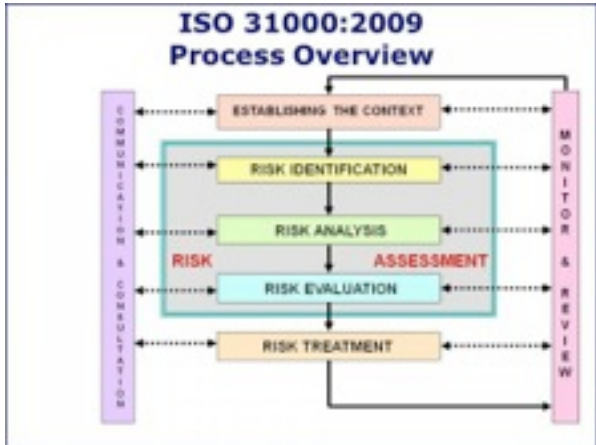 ISO 31000:2009
Process Overview
ESTABLISHING THE CONTEXT
RISK IDENTIFICATION
RISK ANALYSIS
RISK ASSESSMENT
RISK EVALUATION
RISK TREATMENT
COMMUNICATION & CONSULTATION
MONITOR & REVIEW